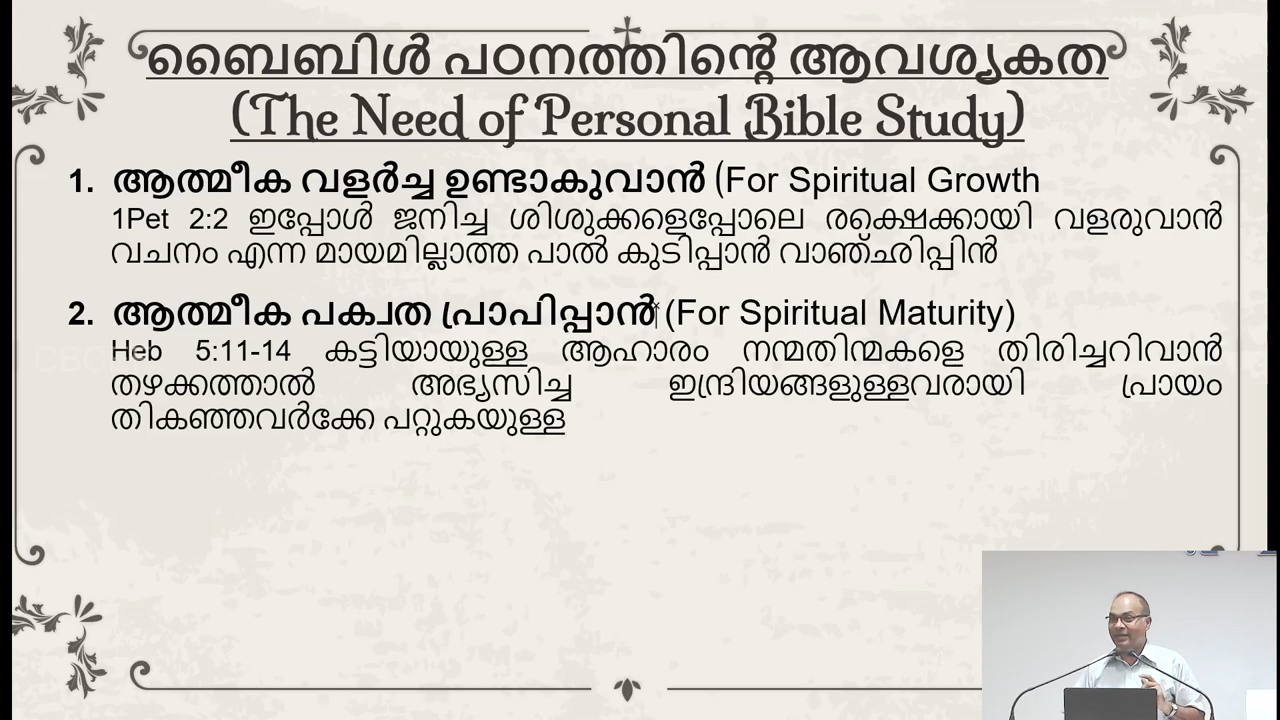 ബൈബിൾ പഠനത്തിന്റെ ആവശ്യകത
(The Need of Personal Bible Study)
1. ആത്മീക വളർച്ച ഉണ്ടാകുവാൻ (For Spiritual Growth
1Pet 2:2 ഇപ്പോൾ ജനിച്ച ശിശുക്കളെപ്പോലെ രക്ഷെക്കായി വളരുവാൻ
വചനം എന്ന മായമില്ലാത്ത പാൽ കുടിപ്പാൻ വാഞ്ഛിപ്പിൻ
2. ആത്മീക പക്വത പ്രാപിപ്പാൻ (For Spiritual Maturity)
Heb 5:11-14 കട്ടിയായുള്ള ആഹാരം നന്മതിന്മകളെ തിരിച്ചറിവാൻ
തഴക്കത്താൽ അഭ്യസിച്ച ഇന്ദ്രിയങ്ങളുള്ളവരായി പ്രായം
തികഞ്ഞവർക്കേ പറ്റുകയുള്ള